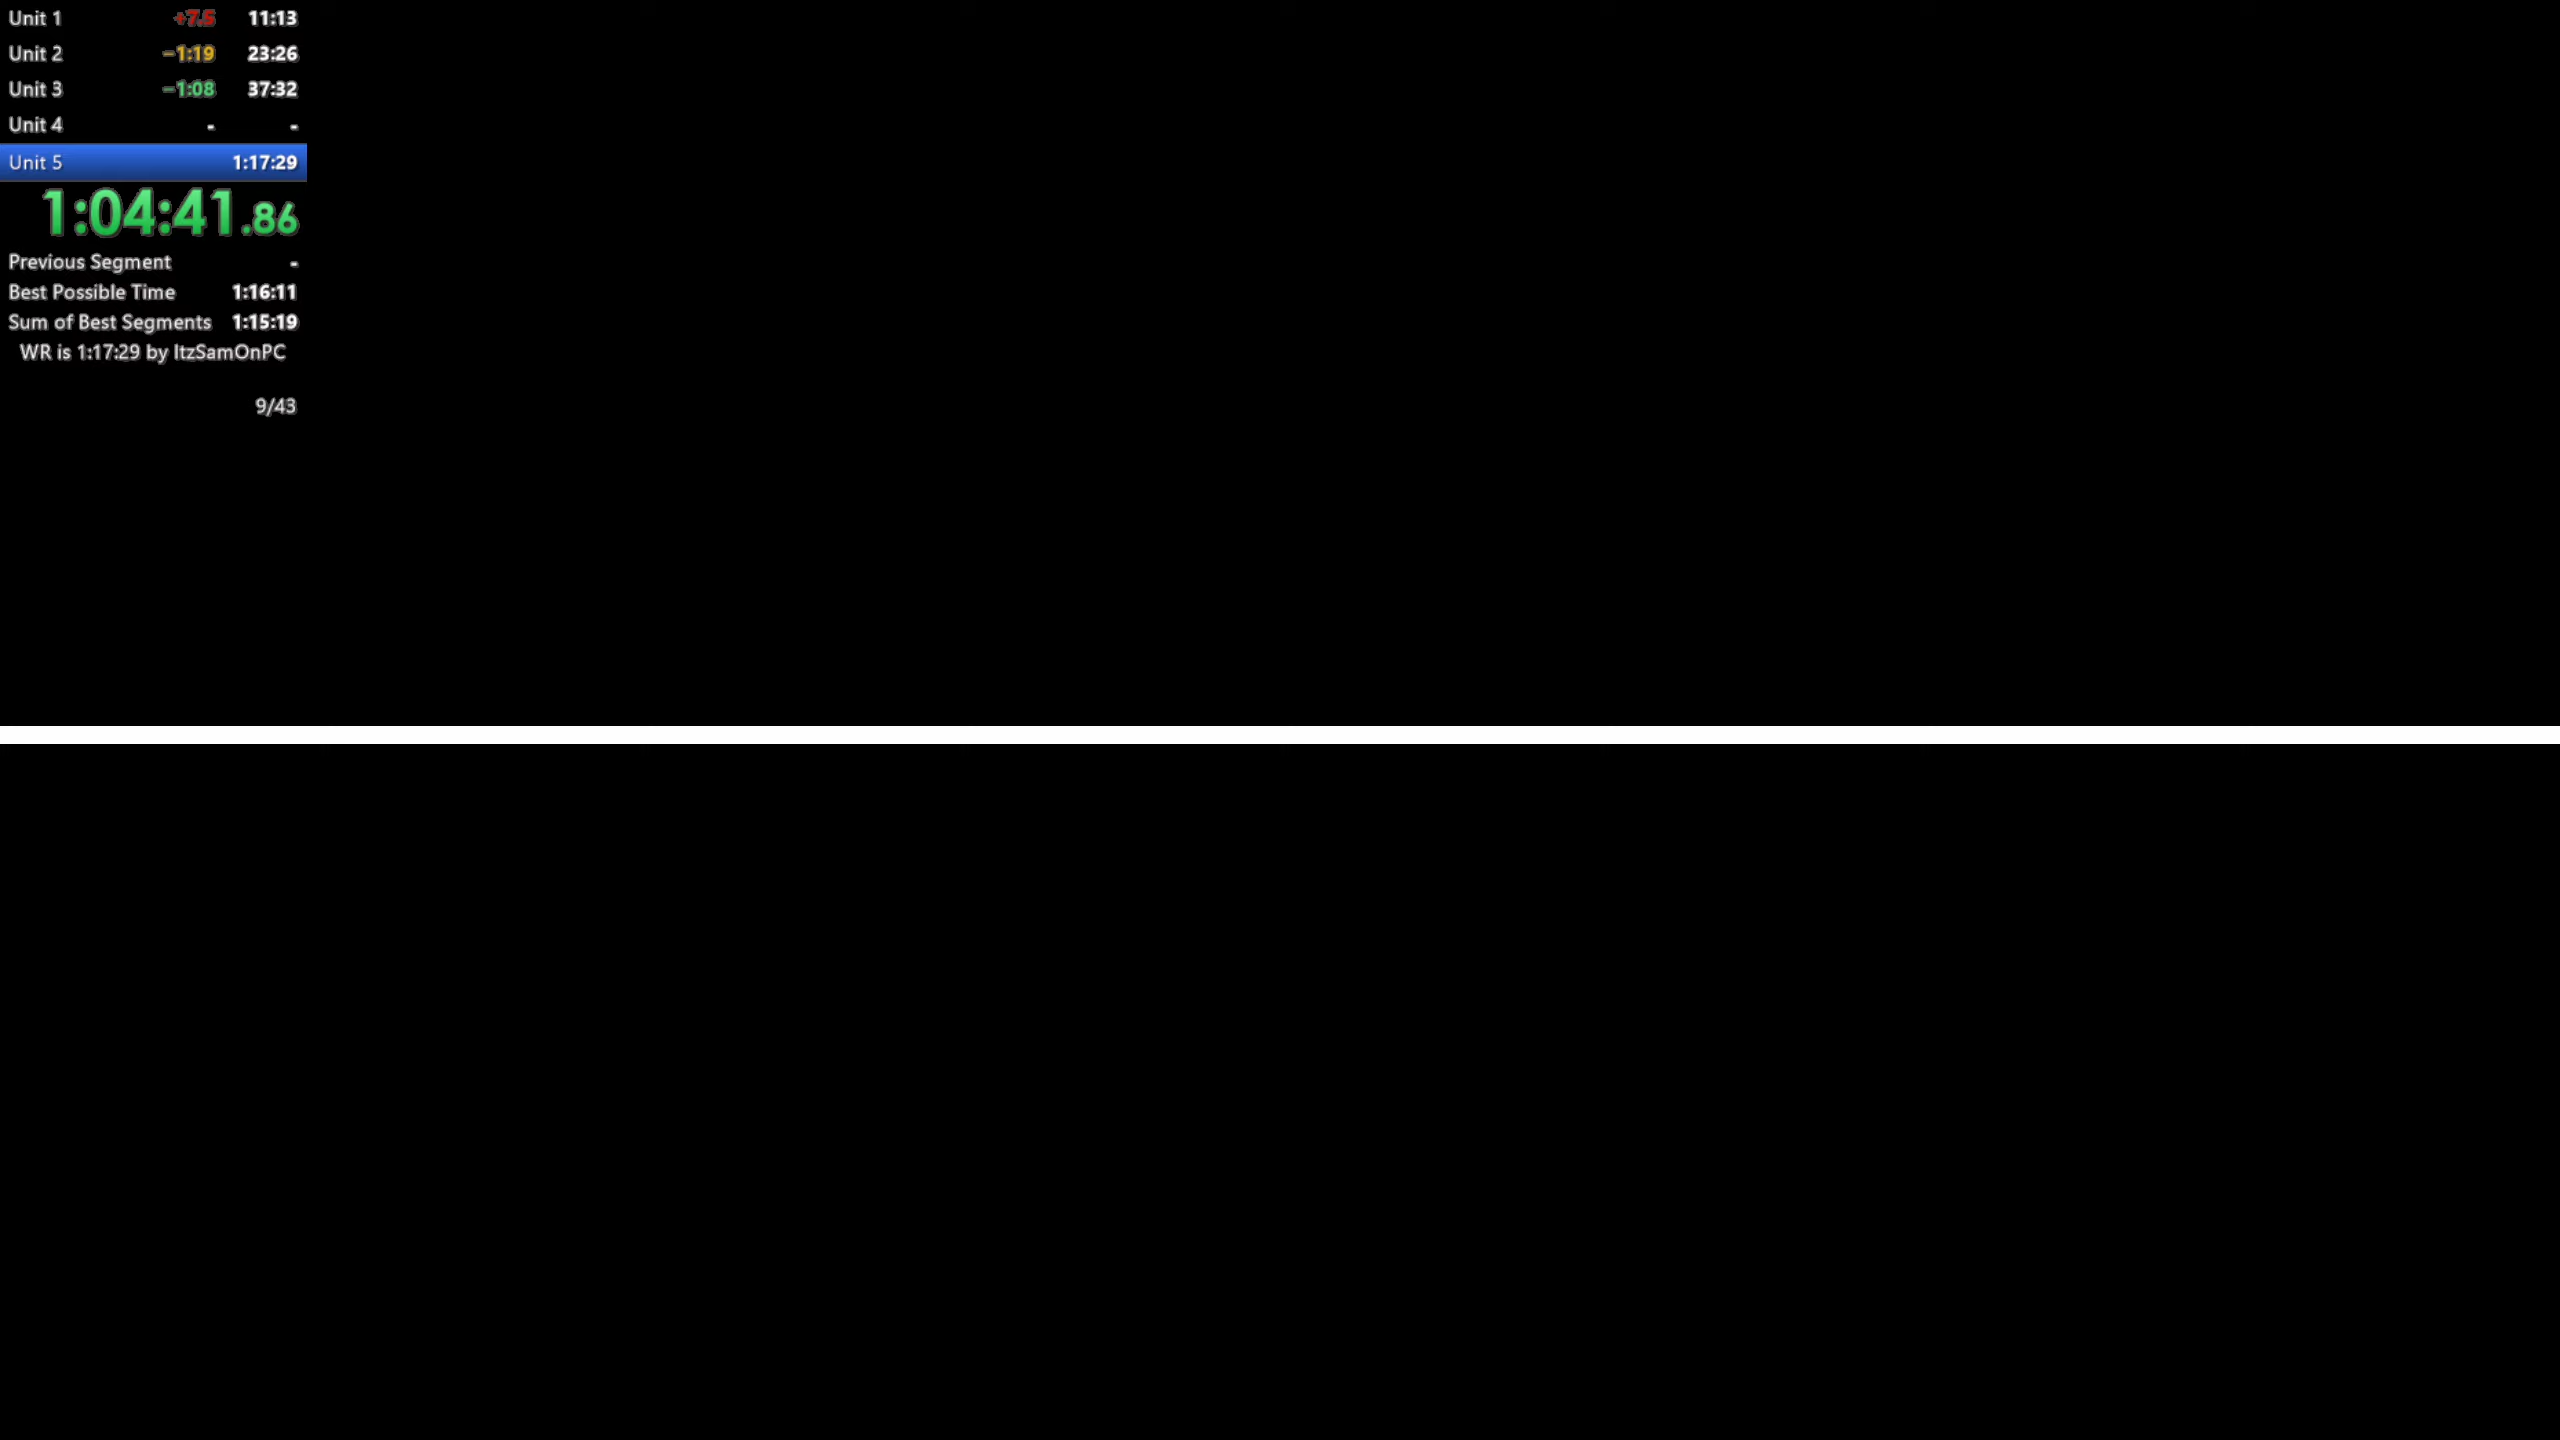 Unit 1 +7.5 11:13
Unit 2 −1:19 23:26
Unit 3 −1:08 37:32
Unit 4 - -
Unit 5 1:17:29
1:04:41.86
Previous Segment -
Best Possible Time 1:16:11
Sum of Best Segments 1:15:19
WR is 1:17:29 by ItzSamOnPC
9/43